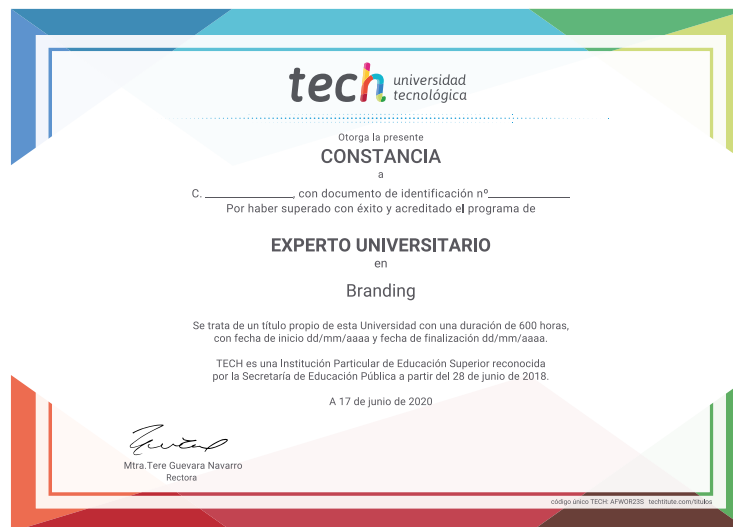 tech universidad
tecnológica
Otorga la presente
CONSTANCIA
a
C. ________________, con documento de identificación nº______________
Por haber superado con éxito y acreditado el programa de
EXPERTO UNIVERSITARIO
en
Branding
Se trata de un título propio de esta Universidad con una duración de 600 horas,
con fecha de inicio dd/mm/aaaa y fecha de finalización dd/mm/aaaa.
TECH es una Institución Particular de Educación Superior reconocida
por la Secretaría de Educación Pública a partir del 28 de junio de 2018.
A 17 de junio de 2020
Mtra.Tere Guevara Navarro
Rectora
código único TECH: AFWOR23S techtitute.com/titulos